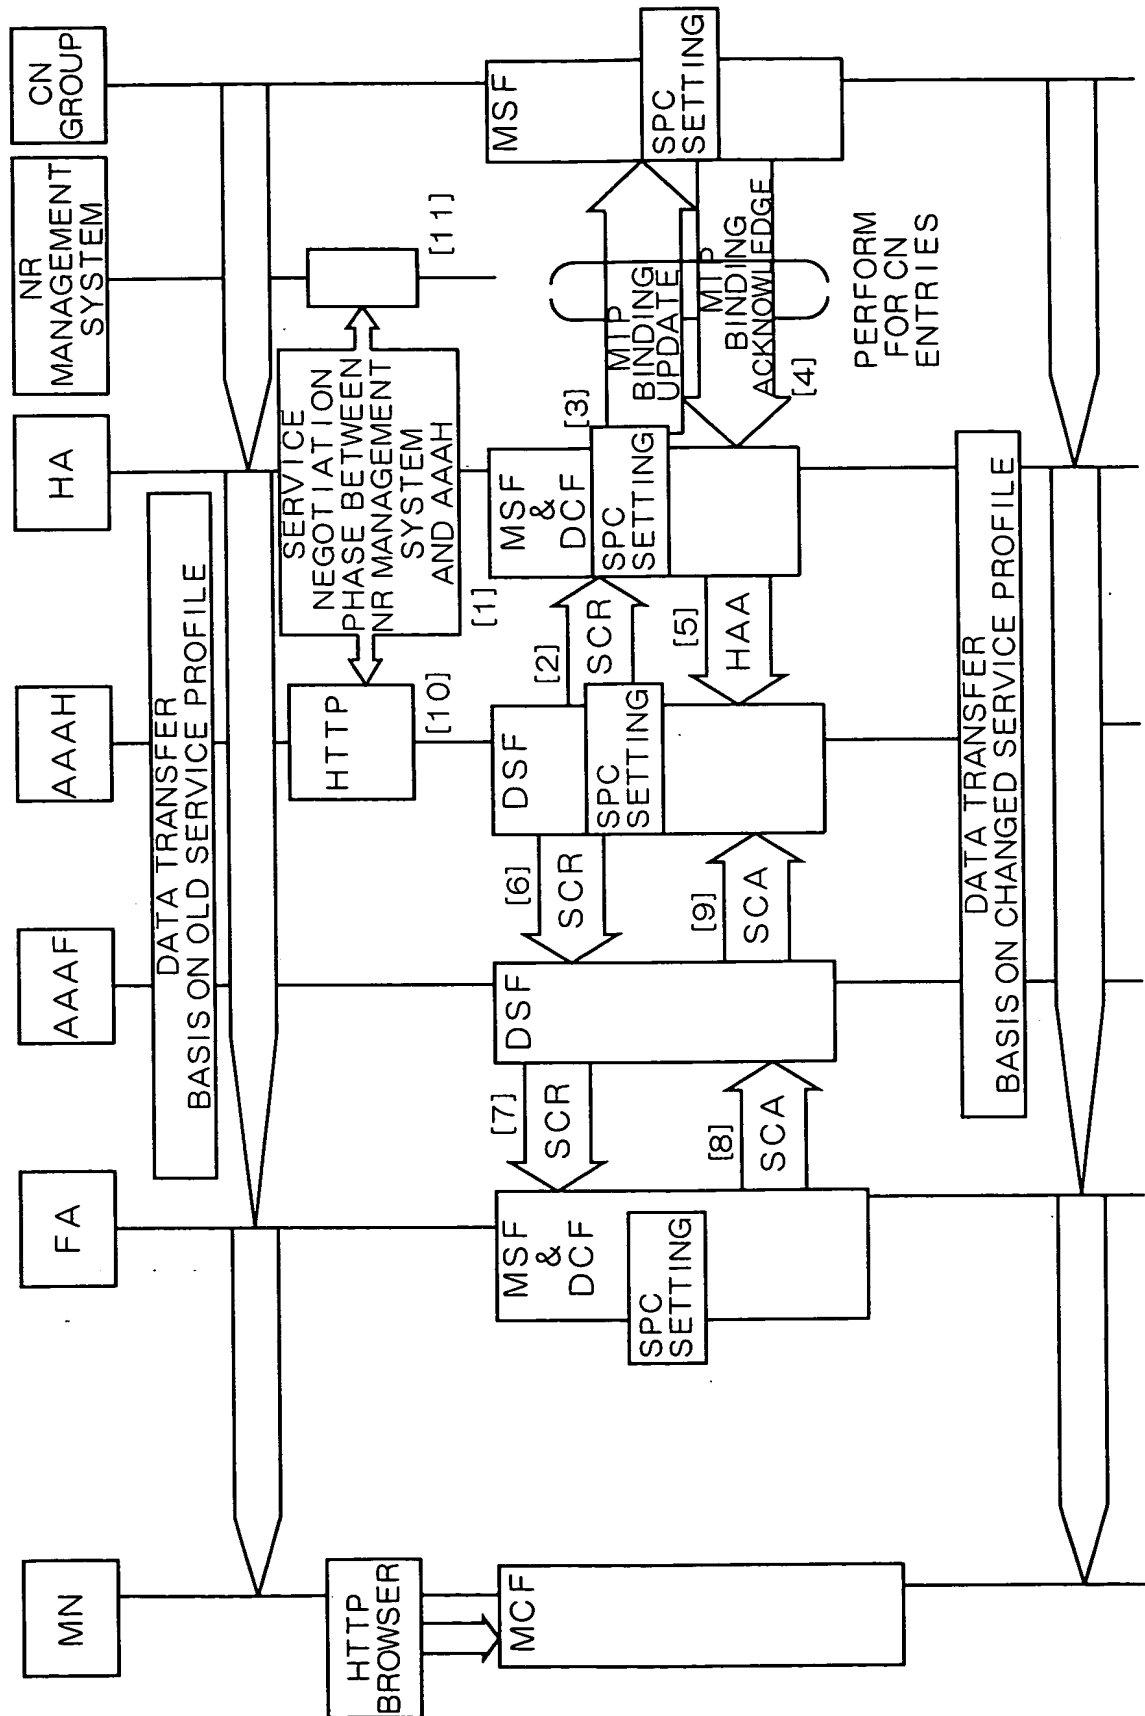 MN
FA
AAAF
AAAH
HA
NR
MANAGEMENT
SYSTEM
CN
GROUP
DATA TRANSFER
BASIS ON OLD SERVICE PROFILE
HTTP
BROWSER
HTTP
[10]
SERVICE
NEGOTIATION
PHASE BETWEEN
NR MANAGEMENT
SYSTEM
AND AAAH
[1]
[11]
MCF
MSF
&
DCF
SPC
SETTING
[7]
SCR
[8]
SCA
DSF
[6]
SCR
[9]
SCA
DSF
SPC
SETTING
[2]
SCR
[5]
HAA
MSF
&
DCF
SPC
SETTING
[3]
MIP
BINDING
UPDATE
MIP
BINDING
ACKNOWLEDGE
[4]
MSF
SPC
SETTING
PERFORM
FOR CN
ENTRIES
DATA TRANSFER
BASIS ON CHANGED SERVICE PROFILE